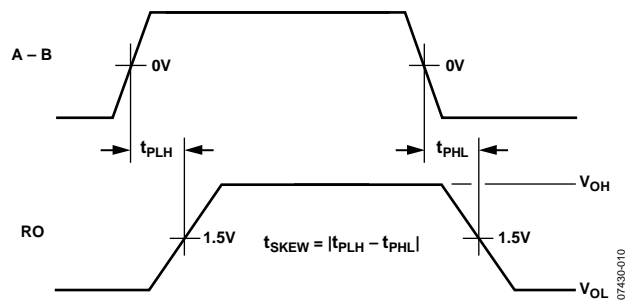 A – B
0V
0V
tPLH
tPHL
VOH
RO
1.5V
tSKEW = |tPLH – tPHL|
1.5V
VOL
07430-010